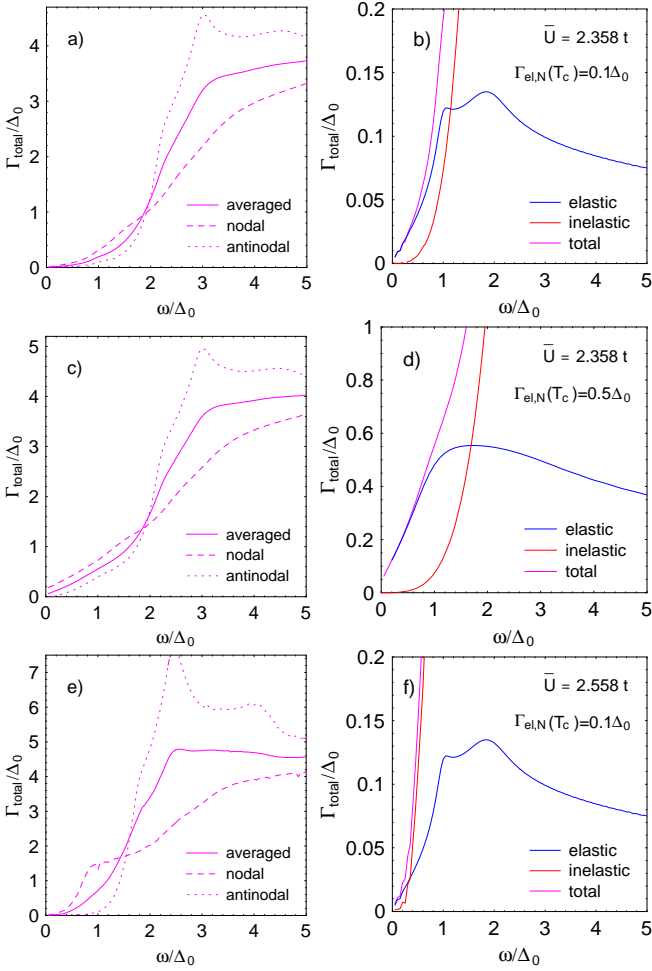 a)
Γtotal/Δ0
4
3
2
1
0
averaged
nodal
antinodal
0 1 2 3 4 5
ω/Δ0
b)
U̅ = 2.358 t
Γel,N(Tc)=0.1Δ0
Γtotal/Δ0
0.2
0.15
0.1
0.05
0
elastic
inelastic
total
0 1 2 3 4 5
ω/Δ0
c)
Γtotal/Δ0
5
4
3
2
1
0
averaged
nodal
antinodal
0 1 2 3 4 5
ω/Δ0
d)
U̅ = 2.358 t
Γel,N(Tc)=0.5Δ0
Γtotal/Δ0
1
0.8
0.6
0.4
0.2
0
elastic
inelastic
total
0 1 2 3 4 5
ω/Δ0
e)
Γtotal/Δ0
7
6
5
4
3
2
1
0
averaged
nodal
antinodal
0 1 2 3 4 5
ω/Δ0
f)
U̅ = 2.558 t
Γel,N(Tc)=0.1Δ0
Γtotal/Δ0
0.2
0.15
0.1
0.05
0
elastic
inelastic
total
0 1 2 3 4 5
ω/Δ0